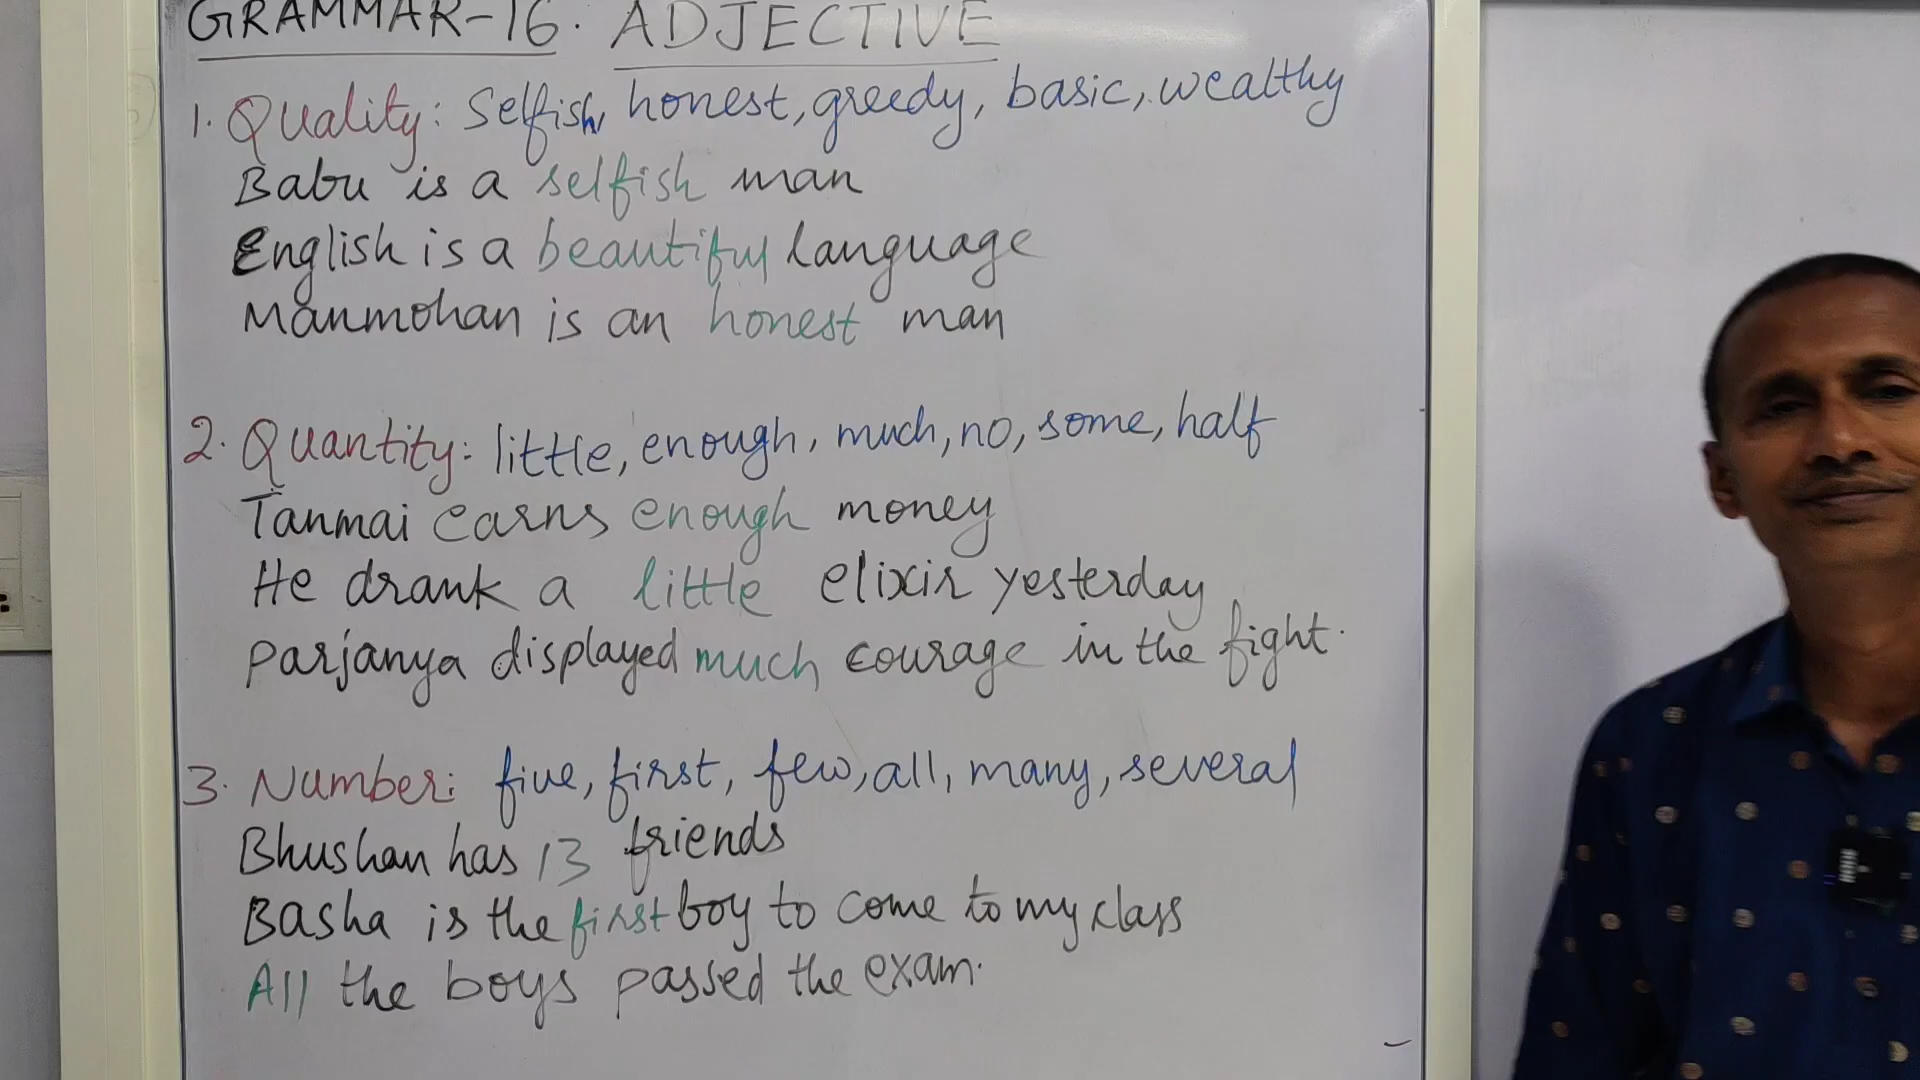 GRAMMAR-16. ADJECTIVE
1. Quality: Selfish, honest, greedy, basic, wealthy
Babu is a selfish man
English is a beautiful language
Manmohan is an honest man
2. Quantity: little, enough, much, no, some, half
Tanmai earns enough money
He drank a little elixir yesterday
Parjanya displayed much courage in the fight.
3. Number: five, first, few, all, many, several
Bhushan has 13 friends
Basha is the first boy to come to my class
All the boys passed the exam.